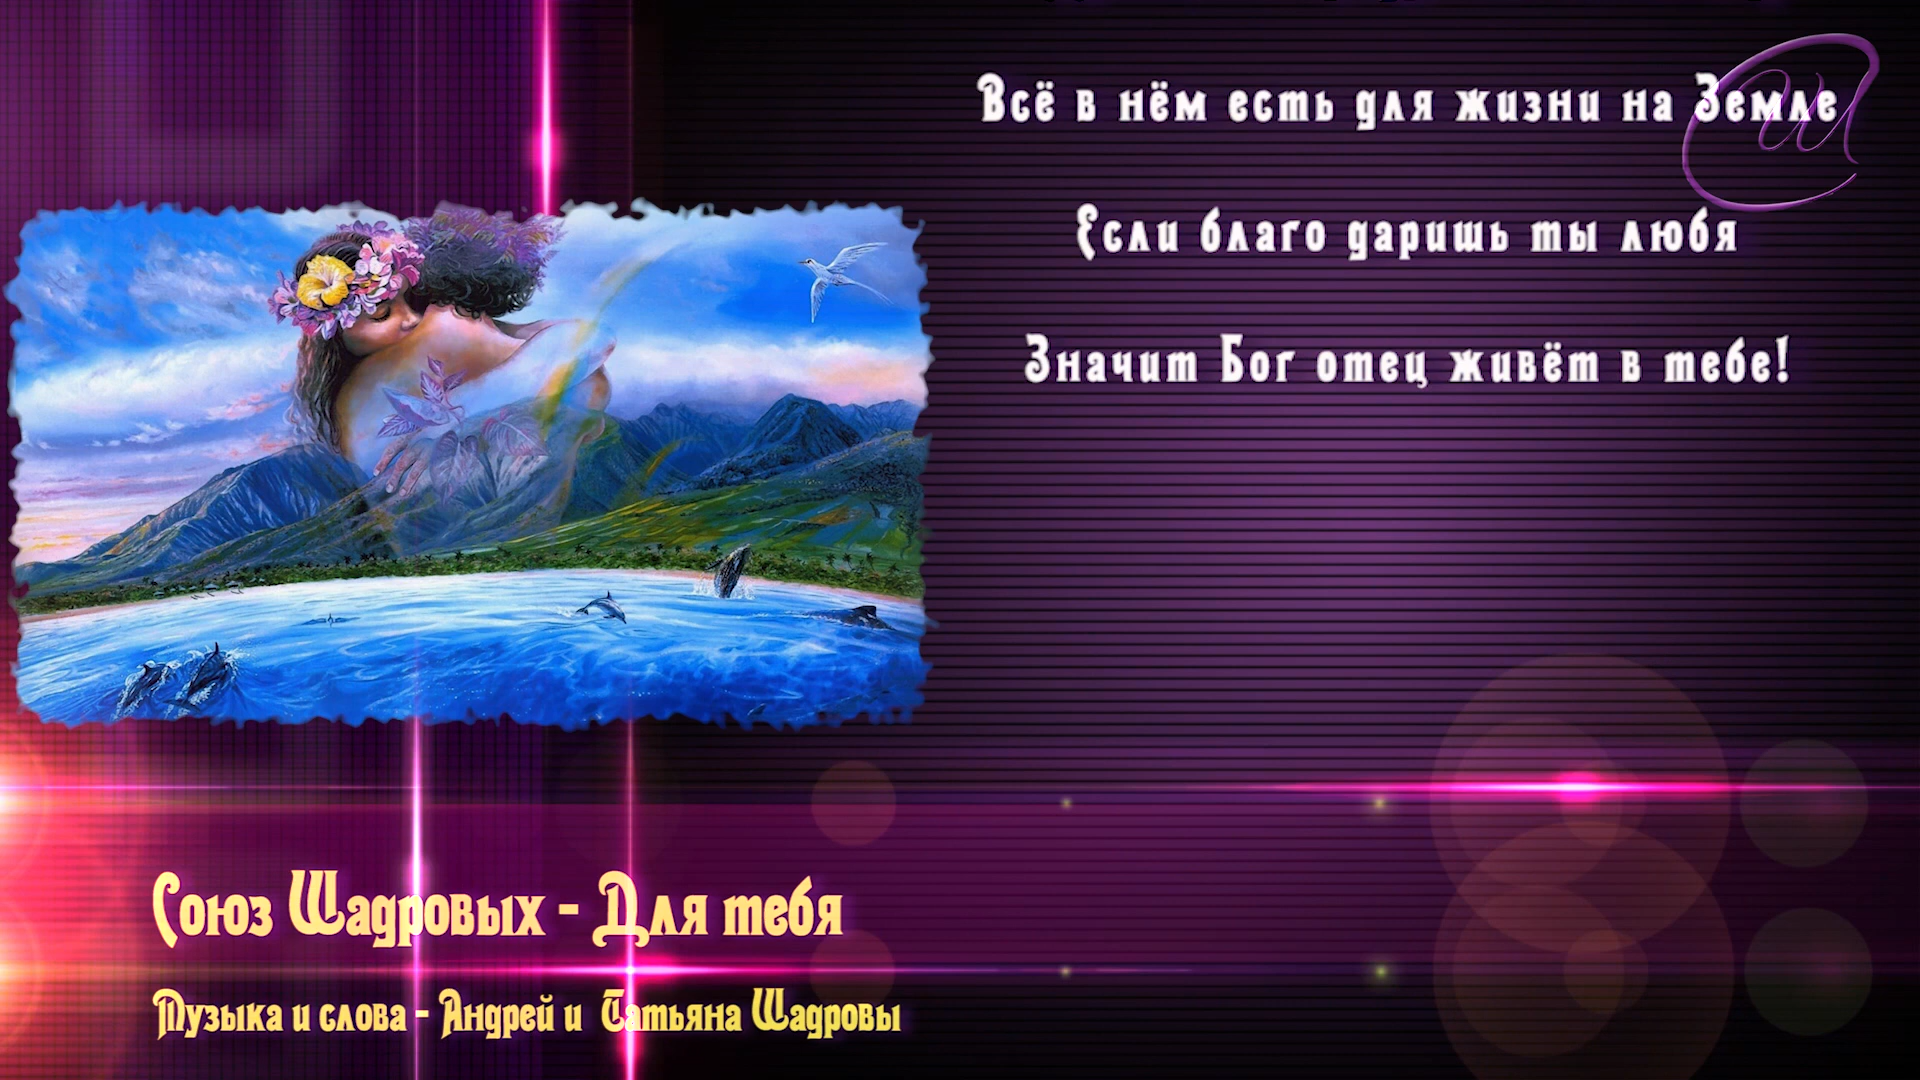 Всё в нём есть для жизни на Земле
Если благо даришь ты любя
Значит Бог отец живёт в тебе!
Ш
Союз Шадровых - Для тебя
Музыка и слова - Андрей и Татьяна Шадровы